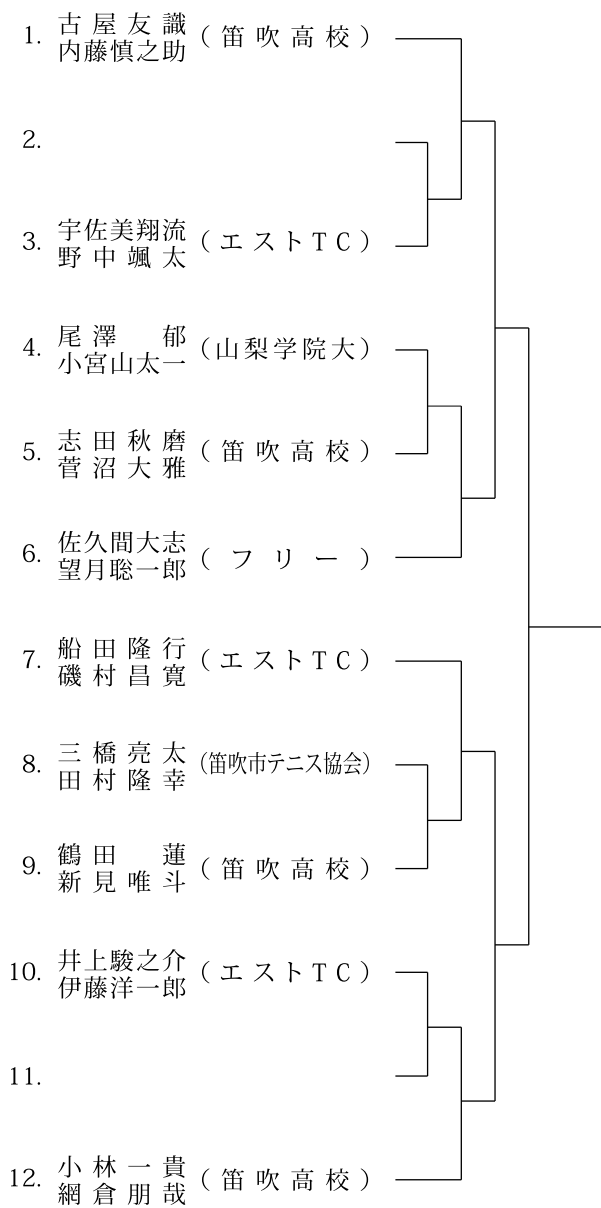 1. 古屋友識 (笛吹高校)
内藤慎之助
2.
3. 宇佐美翔流 (エストTC)
野中颯太
4. 尾澤 郁 (山梨学院大)
小宮山太一
5. 志田秋磨 (笛吹高校)
菅沼大雅
6. 佐久間大志 (フリー)
望月聡一郎
7. 船田隆行 (エストTC)
磯村昌寛
8. 三橋亮太 (笛吹市テニス協会)
田村隆幸
9. 鶴田 蓮 (笛吹高校)
新見唯斗
10. 井上駿之介 (エストTC)
伊藤洋一郎
11.
12. 小林一貴 (笛吹高校)
網倉朋哉